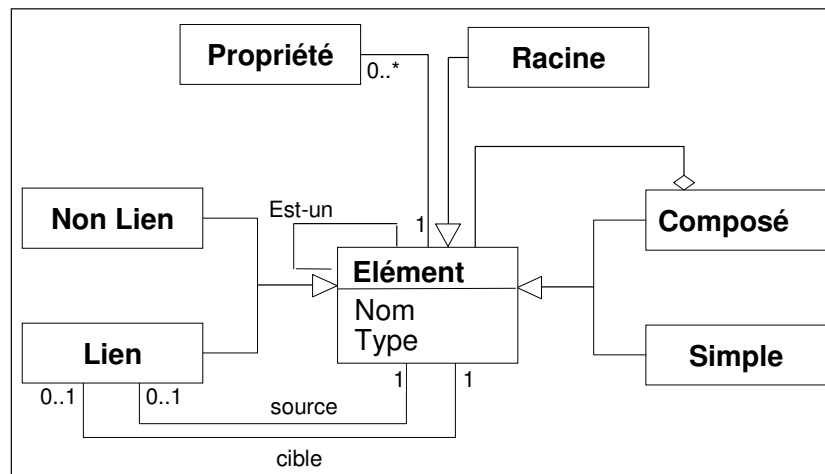 Propriété
0..*
Racine
Non Lien
Est-un
1
Composé
Elément
Nom
Type
Lien
Simple
0..1
0..1
1
1
source
cible